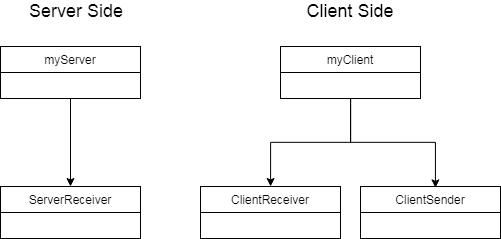 Server Side
Client Side
myServer
myClient
ServerReceiver
ClientReceiver
ClientSender